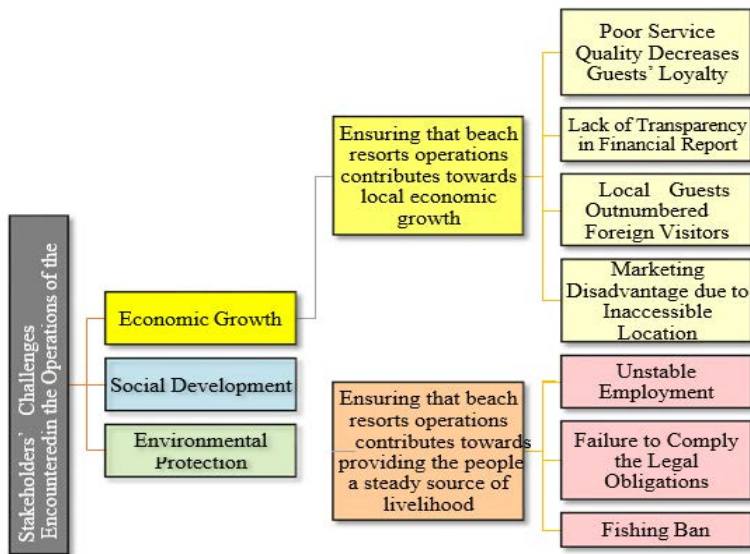 Stakeholders' Challenges
Encounteredin the Operations of the
Economic Growth
Social Development
Environmental
Protection
Ensuring that beach
resorts operations
contributes towards
local economic
growth
Ensuring that beach
resorts operations
contributes towards
providing the people
a steady source of
livelihood
Poor Service
Quality Decreases
Guests' Loyalty
Lack of Transparency
in Financial Report
Local Guests
Outnumbered
Foreign Visitors
Marketing
Disadvantage due to
Inaccessible
Location
Unstable
Employment
Failure to Comply
the Legal
Obligations
Fishing Ban